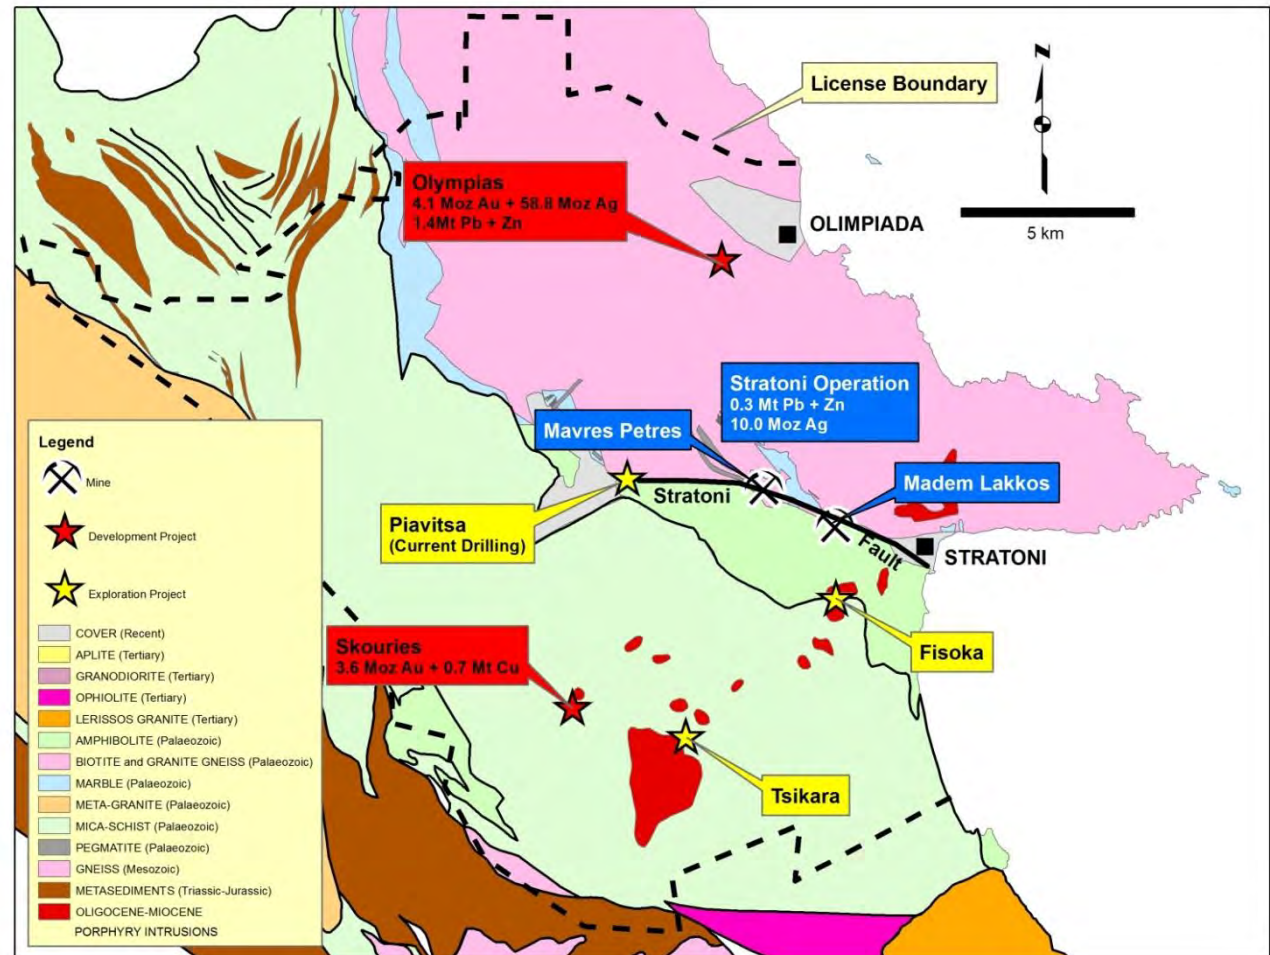 N
License Boundary
5 km
Olympias
4.1 Moz Au + 58.8 Moz Ag
1.4Mt Pb + Zn
OLIMPIADA
Stratoni Operation
0.3 Mt Pb + Zn
10.0 Moz Ag
Mavres Petres
Madem Lakkos
Stratoni
Fault
Piavitsa
(Current Drilling)
STRATONI
Fisoka
Skouries
3.6 Moz Au + 0.7 Mt Cu
Tsikara
Legend
Mine
Development Project
Exploration Project
COVER (Recent)
APLITE (Tertiary)
GRANODIORITE (Tertiary)
OPHIOLITE (Tertiary)
LERISSOS GRANITE (Tertiary)
AMPHIBOLITE (Palaeozoic)
BIOTITE and GRANITE GNEISS (Palaeozoic)
MARBLE (Palaeozoic)
META-GRANITE (Palaeozoic)
MICA-SCHIST (Palaeozoic)
PEGMATITE (Palaeozoic)
GNEISS (Mesozoic)
METASEDIMENTS (Triassic-Jurassic)
OLIGOCENE-MIOCENE
PORPHYRY INTRUSIONS